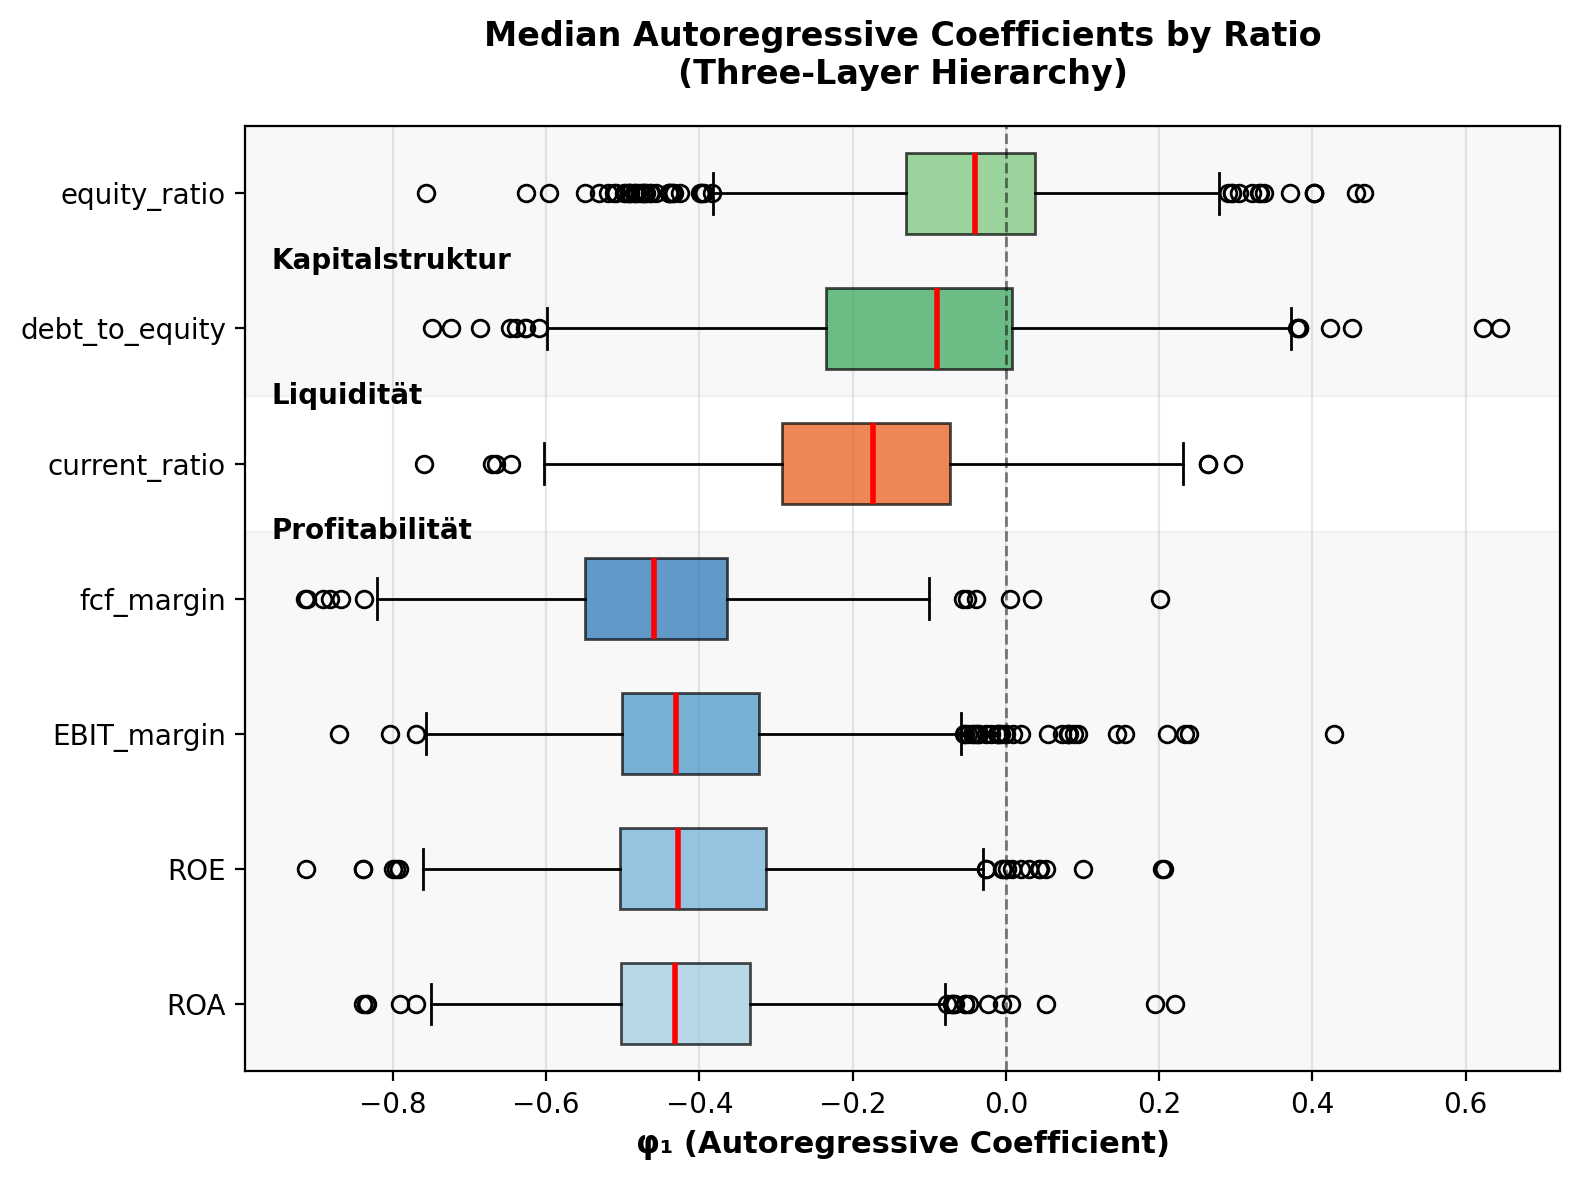 Median Autoregressive Coefficients by Ratio
(Three-Layer Hierarchy)
equity_ratio
Kapitalstruktur
debt_to_equity
Liquidität
current_ratio
Profitabilität
fcf_margin
EBIT_margin
ROE
ROA
−0.8 −0.6 −0.4 −0.2 0.0 0.2 0.4 0.6
φ₁ (Autoregressive Coefficient)